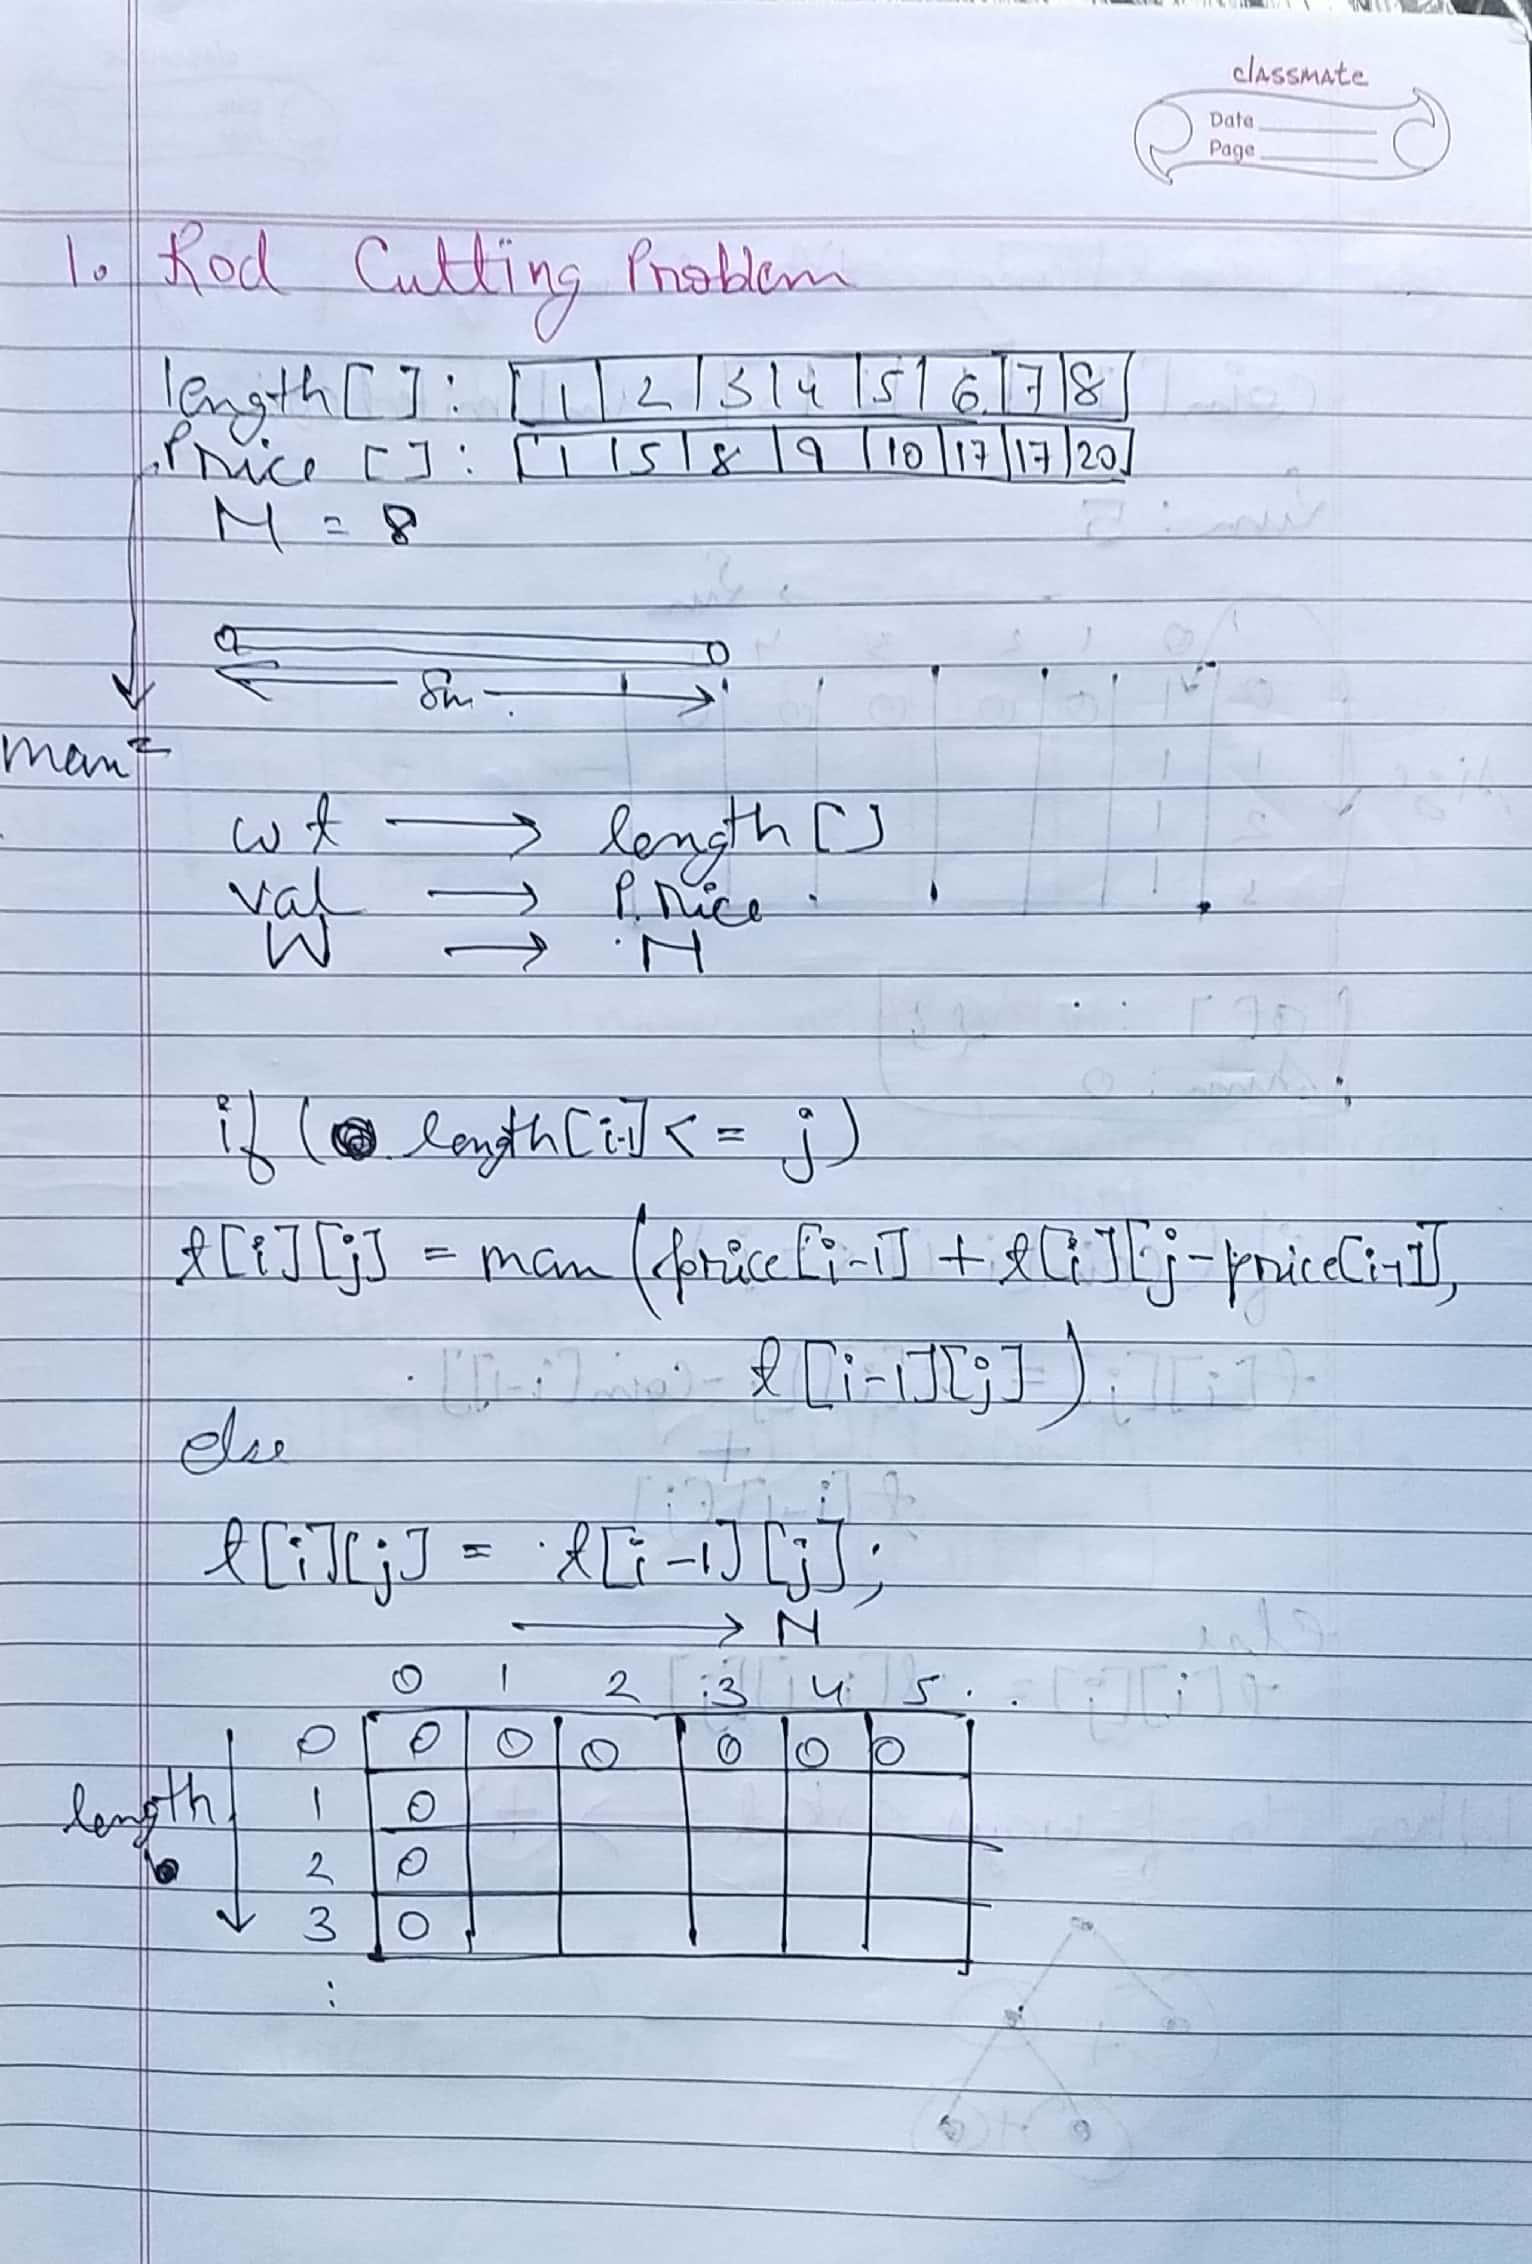 classmate
Date
Page
1. Rod Cutting Problem
length[]: [1|2|3|4|5|6|7|8]
Price []: [1|5|8|9|10|17|17|20]
N = 8
8m
max
wt → length[]
val → Price
W → N
if ( length[i-1] <= j)
t[i][j] = max (price[i-1] + t[i][j-price[i-1]],
t[i-1][j])
else
t[i][j] = t[i-1][j];
→ N
0 1 2 3 4 5 . .
0 0 0 0 0 0 0
length 1 0
2 0
3 0
: